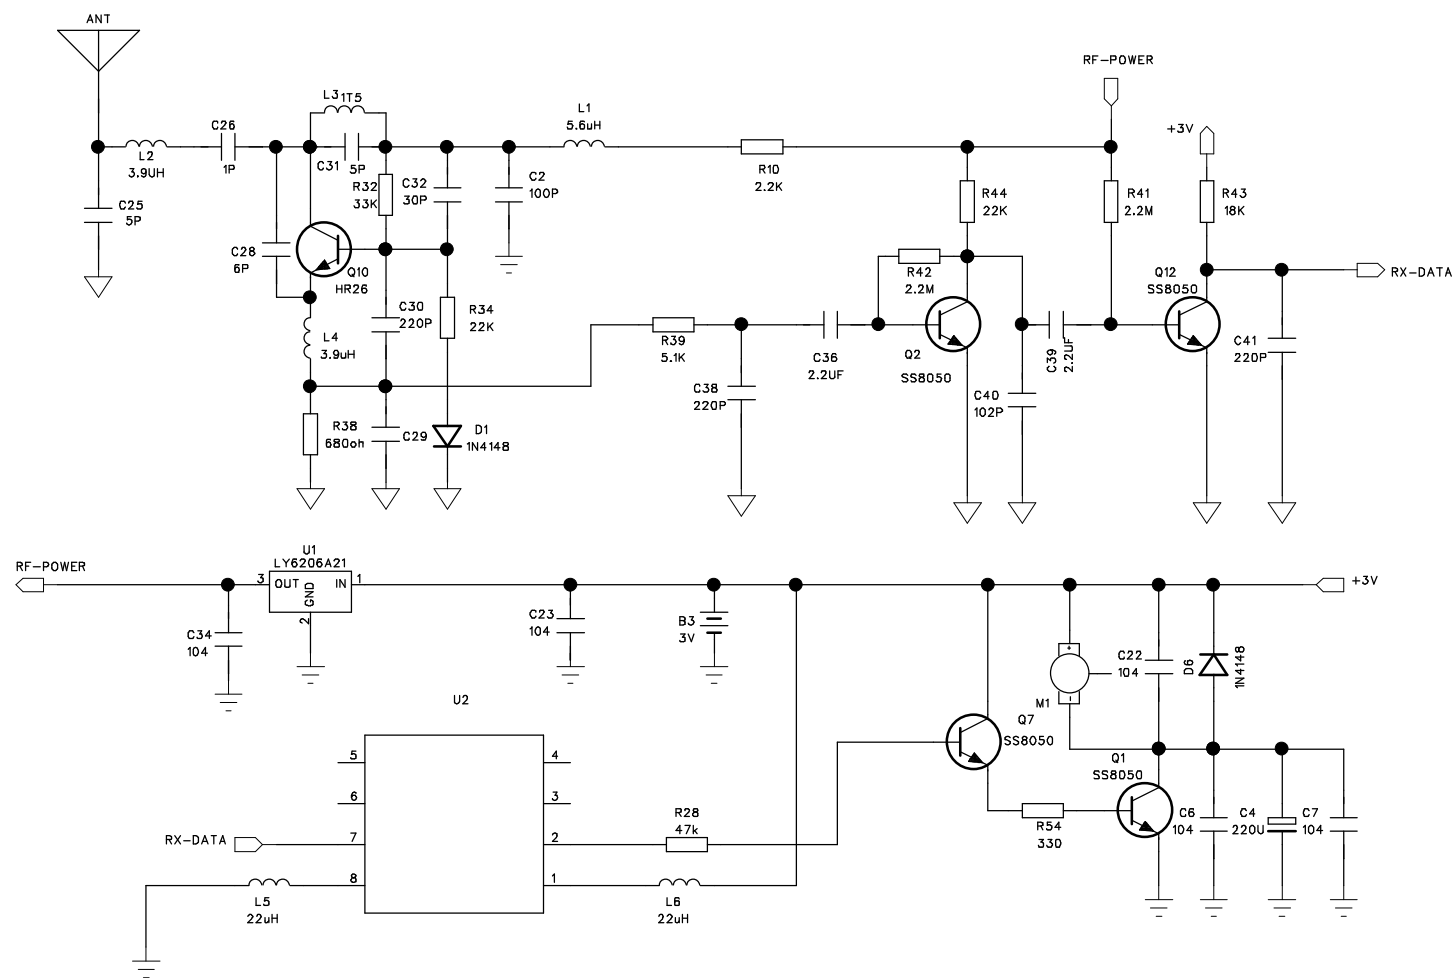 ANT
RF-POWER
L3 1T5
L1
5.6uH
C26
1P
+3V
L2
3.9UH
C31
5P
R10
2.2K
C25
5P
R32
33K
C32
30P
C2
100P
R44
22K
R41
2.2M
R43
18K
C28
6P
Q10
HR26
R42
2.2M
Q12
SS8050
RX-DATA
C30
220P
R34
22K
L4
3.9uH
R39
5.1K
C36
2.2UF
Q2
SS8050
C39
2.2UF
C41
220P
C38
220P
C40
102P
R38
680oh
C29
D1
1N4148
RF-POWER
U1
LY6206A21
3 OUT
GND
IN 1
2
+3V
C34
104
C23
104
B3
3V
+
-
M1
C22
104
D6
1N4148
U2
Q7
SS8050
Q1
SS8050
5
4
6
3
RX-DATA
7
2
8
1
R28
47k
R54
330
C6
104
C4
220U
C7
104
L5
22uH
L6
22uH